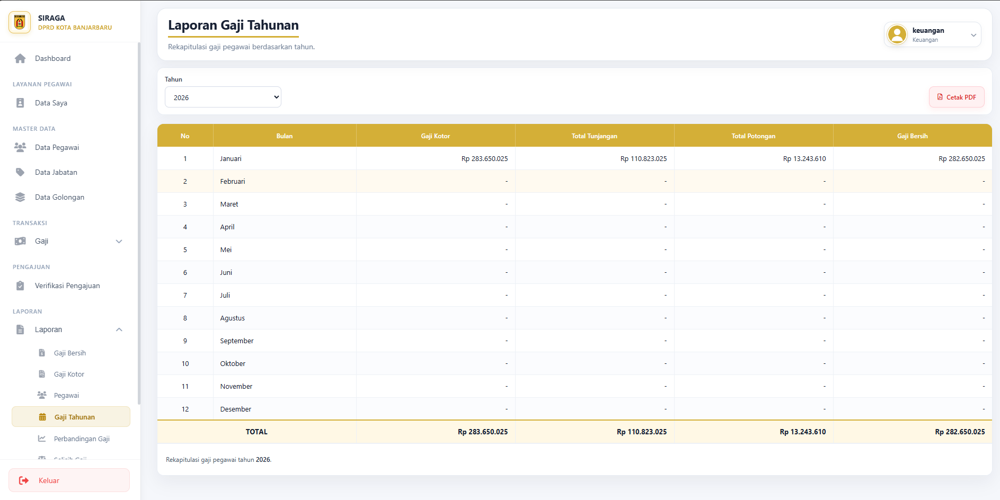 SIRAGA
DPRD KOTA BANJARBARU
Dashboard
LAYANAN PEGAWAI
Data Saya
MASTER DATA
Data Pegawai
Data Jabatan
Data Golongan
TRANSAKSI
Gaji
PENGAJUAN
Verifikasi Pengajuan
LAPORAN
Laporan
Gaji Bersih
Gaji Kotor
Pegawai
Gaji Tahunan
Perbandingan Gaji
Selisih Gaji
Keluar
Laporan Gaji Tahunan
Rekapitulasi gaji pegawai berdasarkan tahun.
keuangan
Keuangan
Tahun
2026
Cetak PDF
No Bulan Gaji Kotor Total Tunjangan Total Potongan Gaji Bersih
1 Januari Rp 283.650.025 Rp 110.823.025 Rp 13.243.610 Rp 282.650.025
2 Februari - - - -
3 Maret - - - -
4 April - - - -
5 Mei - - - -
6 Juni - - - -
7 Juli - - - -
8 Agustus - - - -
9 September - - - -
10 Oktober - - - -
11 November - - - -
12 Desember - - - -
TOTAL Rp 283.650.025 Rp 110.823.025 Rp 13.243.610 Rp 282.650.025
Rekapitulasi gaji pegawai tahun 2026.